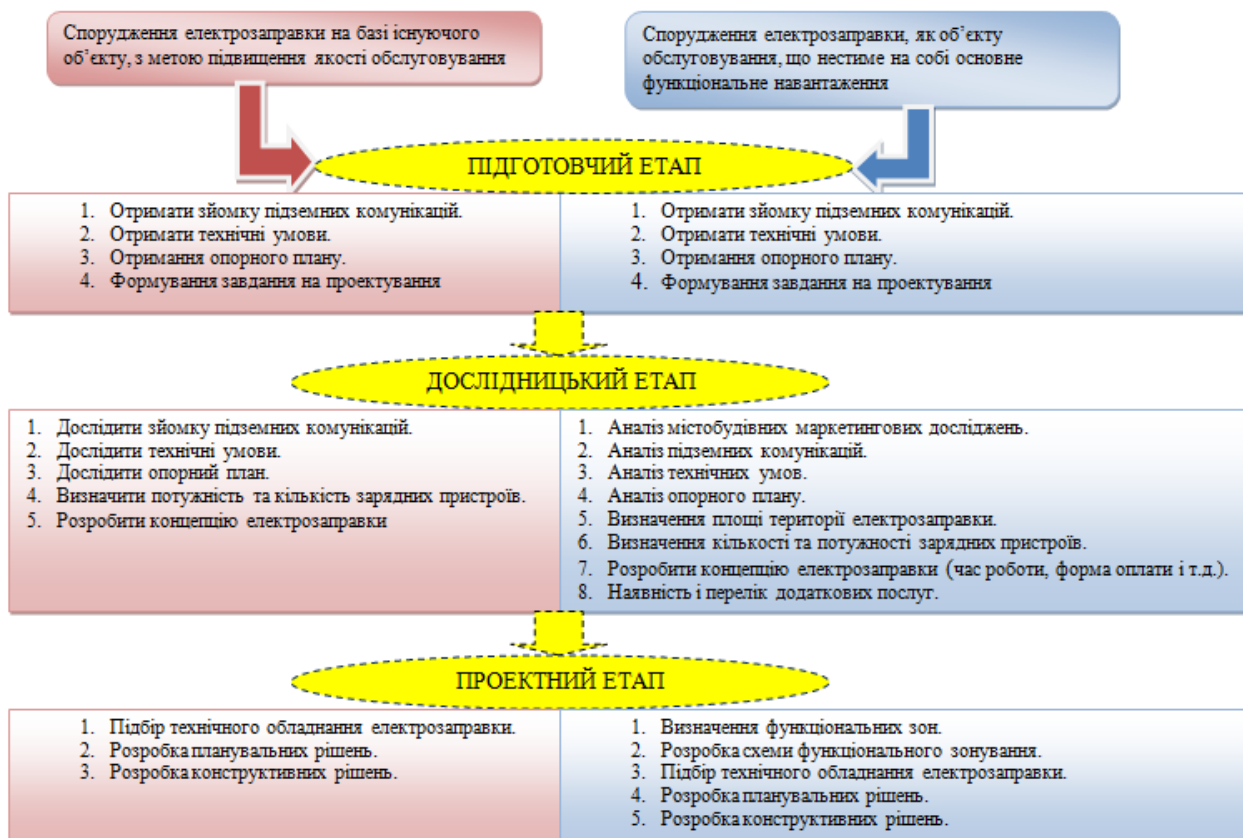 Спорудження електрозаправки на базі існуючого
об’єкту, з метою підвищення якості обслуговування
Спорудження електрозаправки, як об’єкту
обслуговування, що нестиме на собі основне
функціональне навантаження
ПІДГОТОВЧИЙ ЕТАП
1. Отримати зйомку підземних комунікацій.
2. Отримати технічні умови.
3. Отримання опорного плану.
4. Формування завдання на проектування
1. Отримати зйомку підземних комунікацій.
2. Отримати технічні умови.
3. Отримання опорного плану.
4. Формування завдання на проектування
ДОСЛІДНИЦЬКИЙ ЕТАП
1. Дослідити зйомку підземних комунікацій.
2. Дослідити технічні умови.
3. Дослідити опорний план.
4. Визначити потужність та кількість зарядних пристроїв.
5. Розробити концепцію електрозаправки
1. Аналіз містобудівних маркетингових досліджень.
2. Аналіз підземних комунікацій.
3. Аналіз технічних умов.
4. Аналіз опорного плану.
5. Визначення площі території електрозаправки.
6. Визначення кількості та потужності зарядних пристроїв.
7. Розробити концепцію електрозаправки (час роботи, форма оплати і т.д.).
8. Наявність і перелік додаткових послуг.
ПРОЕКТНИЙ ЕТАП
1. Підбір технічного обладнання електрозаправки.
2. Розробка планувальних рішень.
3. Розробка конструктивних рішень.
1. Визначення функціональних зон.
2. Розробка схеми функціонального зонування.
3. Підбір технічного обладнання електрозаправки.
4. Розробка планувальних рішень.
5. Розробка конструктивних рішень.